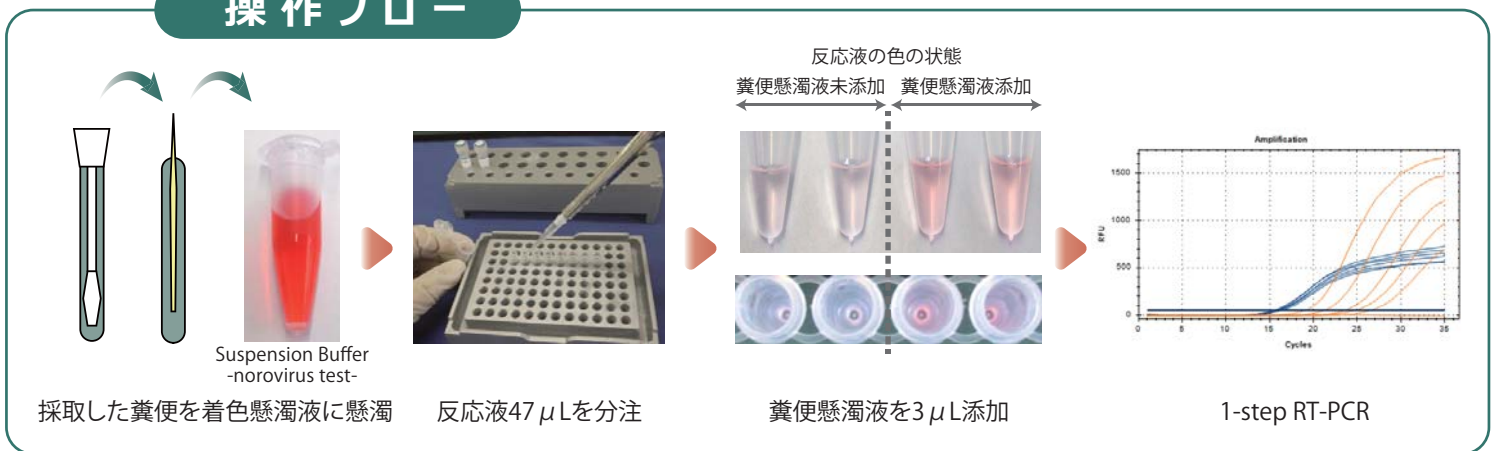 操作フロー
反応液の色の状態
糞便懸濁液未添加
糞便懸濁液添加
Suspension Buffer
-norovirus test-
Amplification
1500
1000
500
0
RFU
0
5
10
15
20
25
30
35
Cycles
採取した糞便を着色懸濁液に懸濁
反応液47μLを分注
糞便懸濁液を3μL添加
1-step RT-PCR